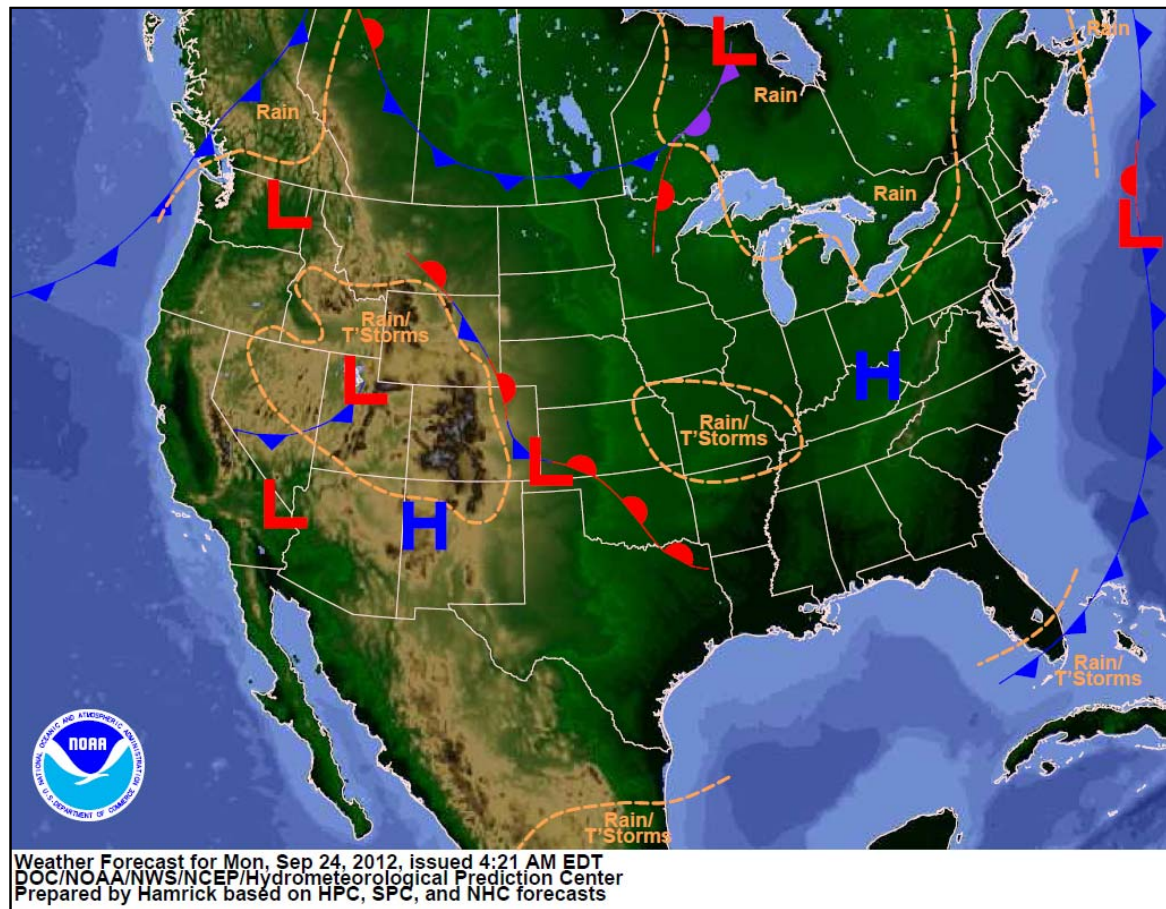 L
Rain
Rain
Rain
L
Rain
L
Rain/
T'Storms
L
H
Rain/
T'Storms
L
L
H
Rain/
T'Storms
NATIONAL OCEANIC AND ATMOSPHERIC ADMINISTRATION
NOAA
U.S. DEPARTMENT OF COMMERCE
Rain/
T'Storms
Weather Forecast for Mon, Sep 24, 2012, issued 4:21 AM EDT
DOC/NOAA/NWS/NCEP/Hydrometeorological Prediction Center
Prepared by Hamrick based on HPC, SPC, and NHC forecasts